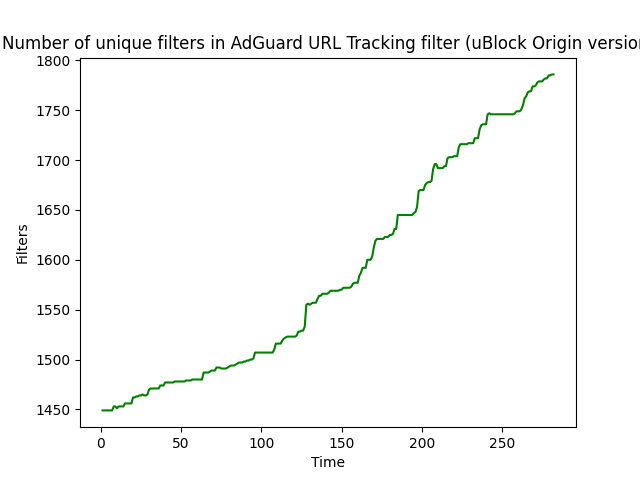 Number of unique filters in AdGuard URL Tracking filter (uBlock Origin version
1800
1750
1700
1650
1600
1550
1500
1450
Filters
0 50 100 150 200 250
Time